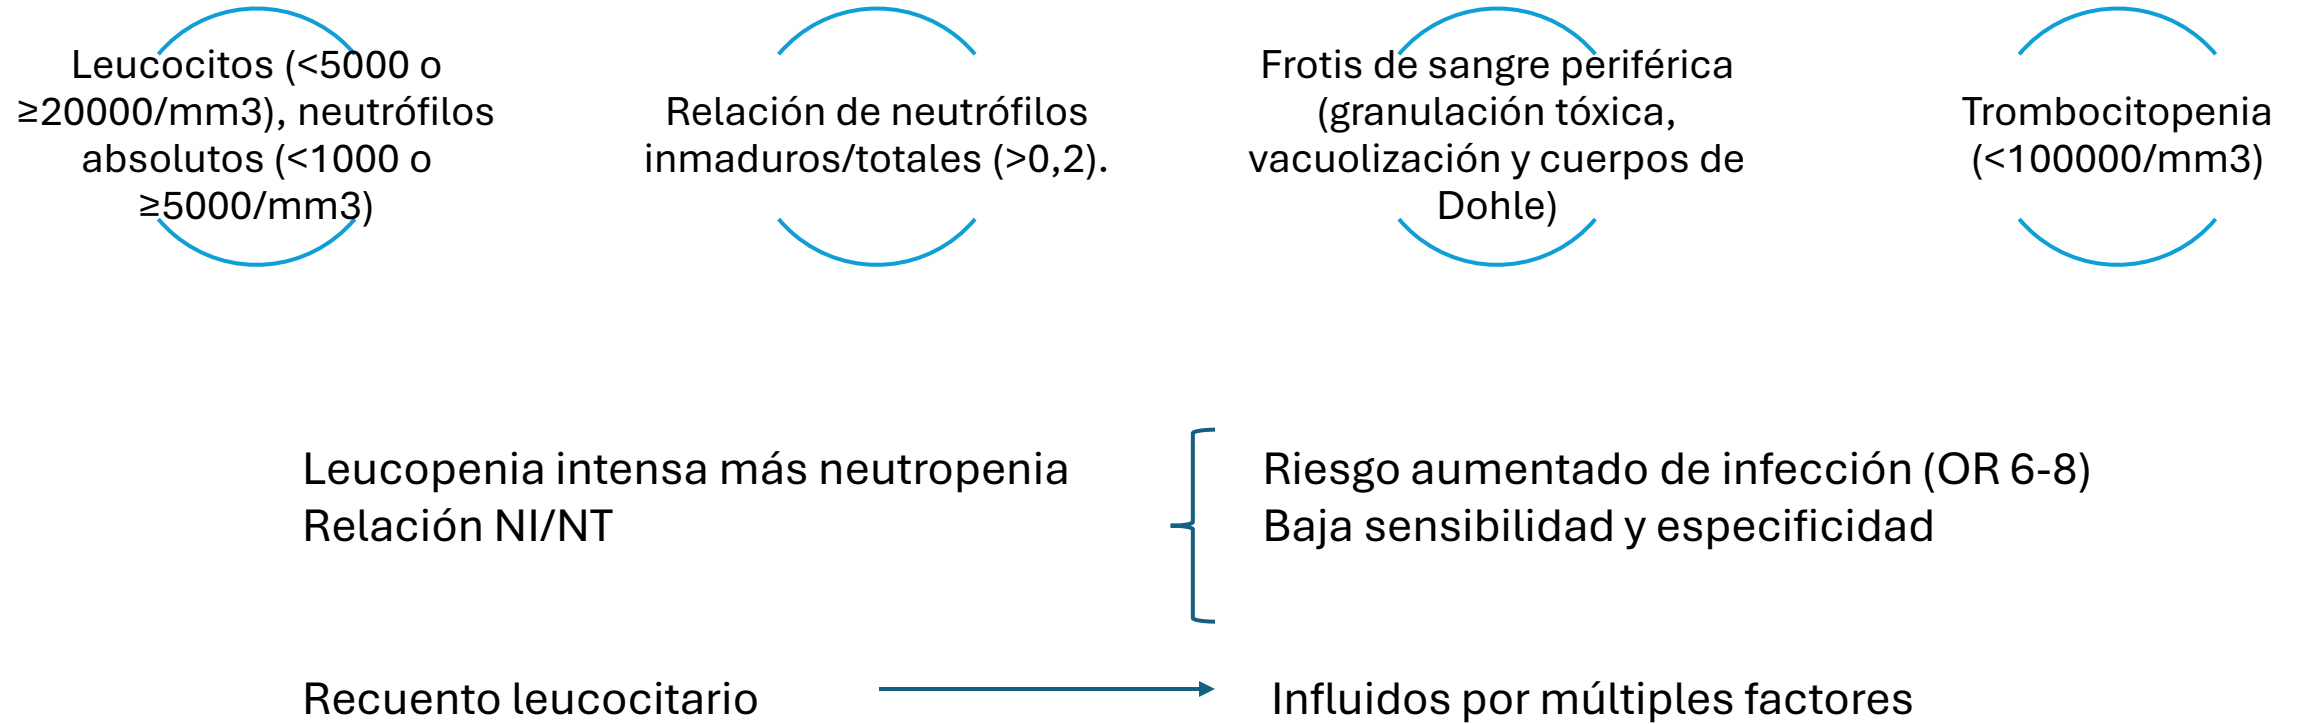 Leucocitos (<5000 o
≥20000/mm3), neutrófilos
absolutos (<1000 o
≥5000/mm3)
Relación de neutrófilos
inmaduros/totales (>0,2).
Frotis de sangre periférica
(granulación tóxica,
vacuolización y cuerpos de
Dohle)
Trombocitopenia
(<100000/mm3)
Leucopenia intensa más neutropenia
Relación NI/NT
Riesgo aumentado de infección (OR 6-8)
Baja sensibilidad y especificidad
Recuento leucocitario
Influidos por múltiples factores